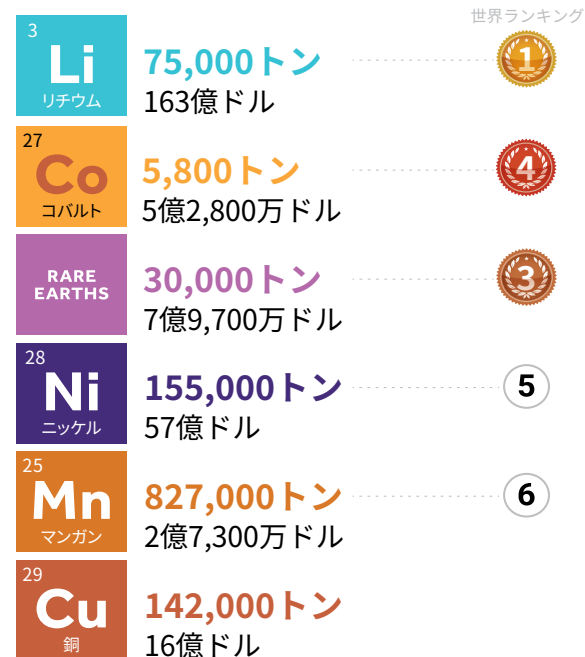 世界ランキング
3
Li
リチウム
75,000トン
163億ドル
1
27
Co
コバルト
5,800トン
5億2,800万ドル
4
RARE
EARTHS
30,000トン
7億9,700万ドル
3
28
Ni
ニッケル
155,000トン
57億ドル
5
25
Mn
マンガン
827,000トン
2億7,300万ドル
6
29
Cu
銅
142,000トン
16億ドル